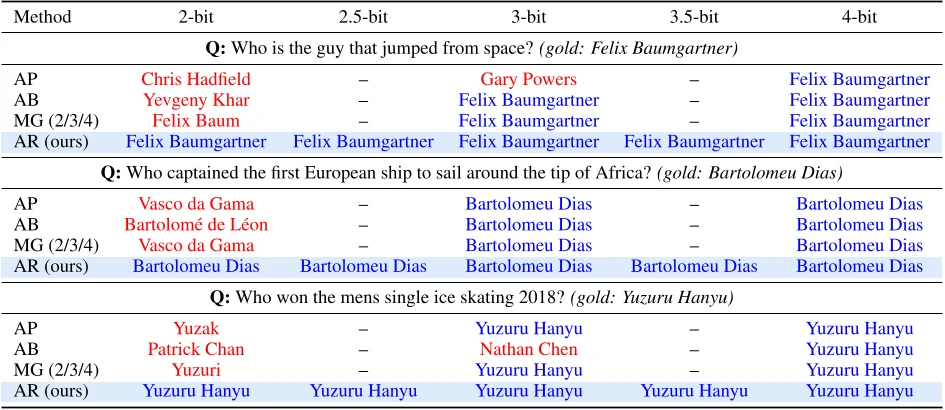 Method 2-bit 2.5-bit 3-bit 3.5-bit 4-bit
Q: Who is the guy that jumped from space? (gold: Felix Baumgartner)
AP Chris Hadfield – Gary Powers – Felix Baumgartner
AB Yevgeny Khar – Felix Baumgartner – Felix Baumgartner
MG (2/3/4) Felix Baum – Felix Baumgartner – Felix Baumgartner
AR (ours) Felix Baumgartner Felix Baumgartner Felix Baumgartner Felix Baumgartner Felix Baumgartner
Q: Who captained the first European ship to sail around the tip of Africa? (gold: Bartolomeu Dias)
AP Vasco da Gama – Bartolomeu Dias – Bartolomeu Dias
AB Bartolomé de Léon – Bartolomeu Dias – Bartolomeu Dias
MG (2/3/4) Vasco da Gama – Bartolomeu Dias – Bartolomeu Dias
AR (ours) Bartolomeu Dias Bartolomeu Dias Bartolomeu Dias Bartolomeu Dias Bartolomeu Dias
Q: Who won the mens single ice skating 2018? (gold: Yuzuru Hanyu)
AP Yuzak – Yuzuru Hanyu – Yuzuru Hanyu
AB Patrick Chan – Nathan Chen – Yuzuru Hanyu
MG (2/3/4) Yuzuri – Yuzuru Hanyu – Yuzuru Hanyu
AR (ours) Yuzuru Hanyu Yuzuru Hanyu Yuzuru Hanyu Yuzuru Hanyu Yuzuru Hanyu